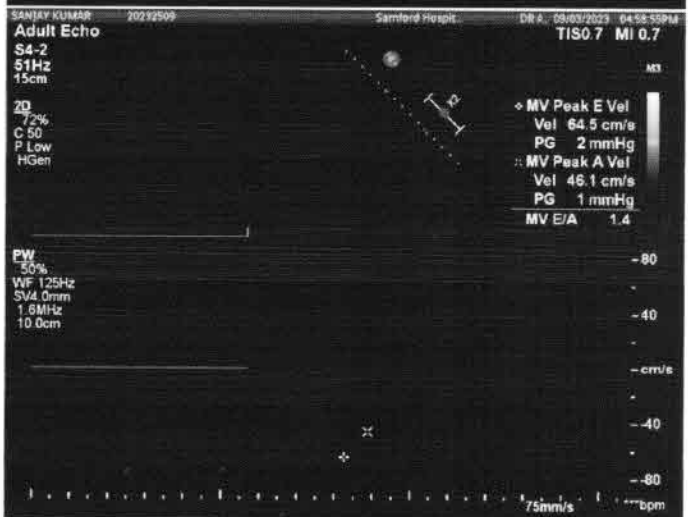 SANJAY KUMAR 20232509 Samford Hospit.. DR A.. 09/03/2023 04:58:59PM
Adult Echo TIS0.7 MI 0.7
S4-2
51Hz
15cm
M3
2D
72%
C 50
P Low
HGen
MV Peak E Vel
Vel 64.5 cm/s
PG 2 mmHg
MV Peak A Vel
Vel 46.1 cm/s
PG 1 mmHg
MV E/A 1.4
PW
50%
WF 125Hz
SV4.0mm
1.6MHz
10.0cm
-80
-40
-cm/s
-40
-80
75mm/s ***bpm